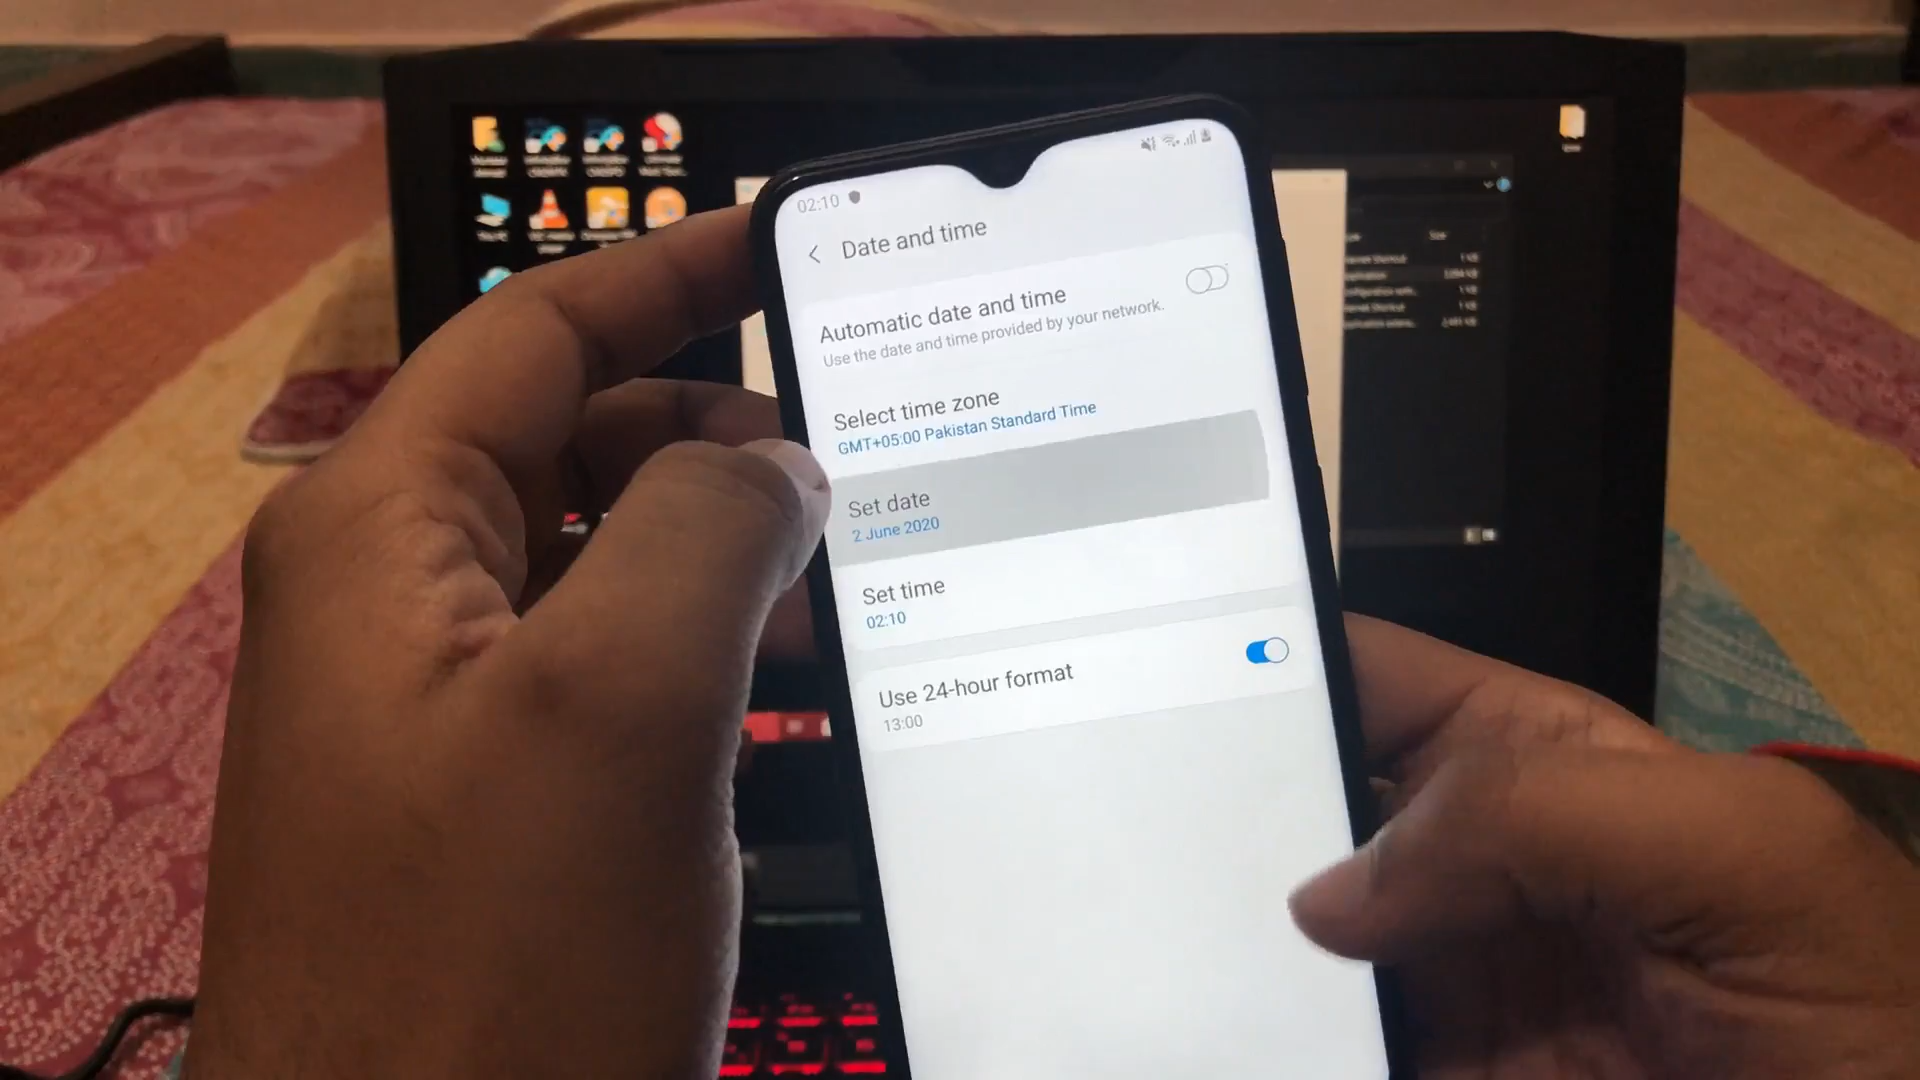 02:10
Date and time
Automatic date and time
Use the date and time provided by your network.
Select time zone
GMT+05:00 Pakistan Standard Time
Set date
2 June 2020
Set time
02:10
Use 24-hour format
13:00
Size